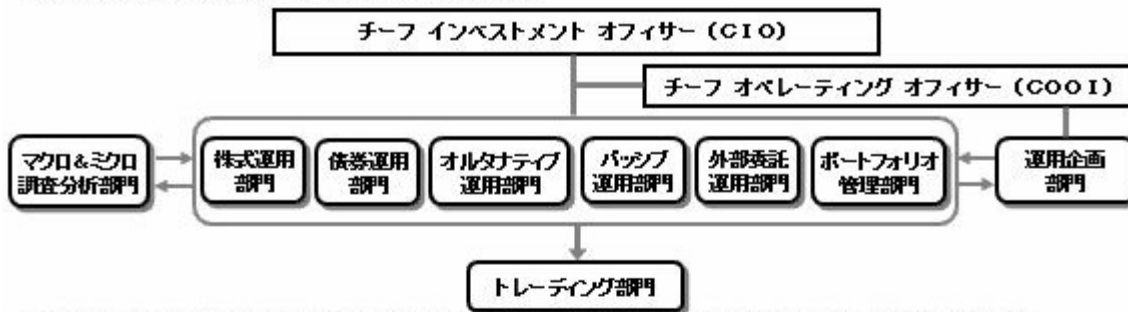 チーフ インベストメント オフィサー (CIO)
チーフ オペレーティング オフィサー (COOI)
マクロ&ミクロ
調査分析部門
株式運用
部門
債券運用
部門
オルタナティブ
運用部門
パッシブ
運用部門
外部委託
運用部門
ポートフォリオ
管理部門
運用企画
部門
トレーディング部門